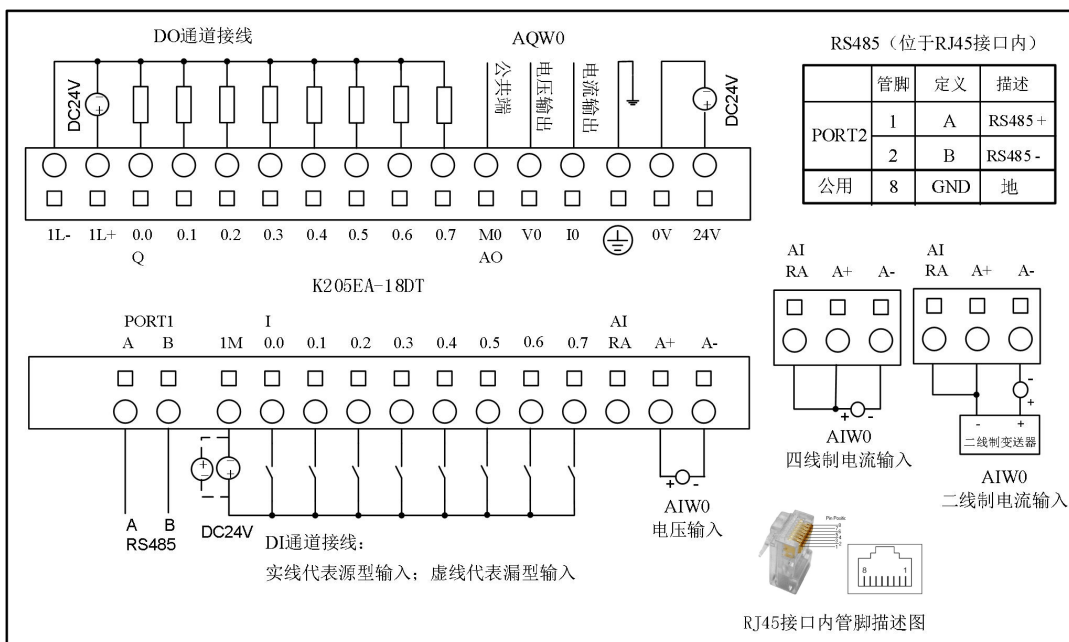 DO通道接线
AQW0
RS485（位于RJ45接口内）
DC24V
公共端
电压输出
电流输出
DC24V
管脚 定义 描述
PORT2 1 A RS485+
2 B RS485-
公用 8 GND 地
1L- 1L+ 0.0 0.1 0.2 0.3 0.4 0.5 0.6 0.7 M0 V0 I0 0V 24V
Q AO
K205EA-18DT
AI AI
RA A+ A- RA A+ A-
PORT1 I AI
A B 1M 0.0 0.1 0.2 0.3 0.4 0.5 0.6 0.7 RA A+ A-
A B
RS485
DC24V
DI通道接线：
实线代表源型输入；虚线代表漏型输入
+ -
AIW0
电压输入
+ -
AIW0
四线制电流输入
-
+
- +
二线制变送器
AIW0
二线制电流输入
8 1
RJ45接口内管脚描述图